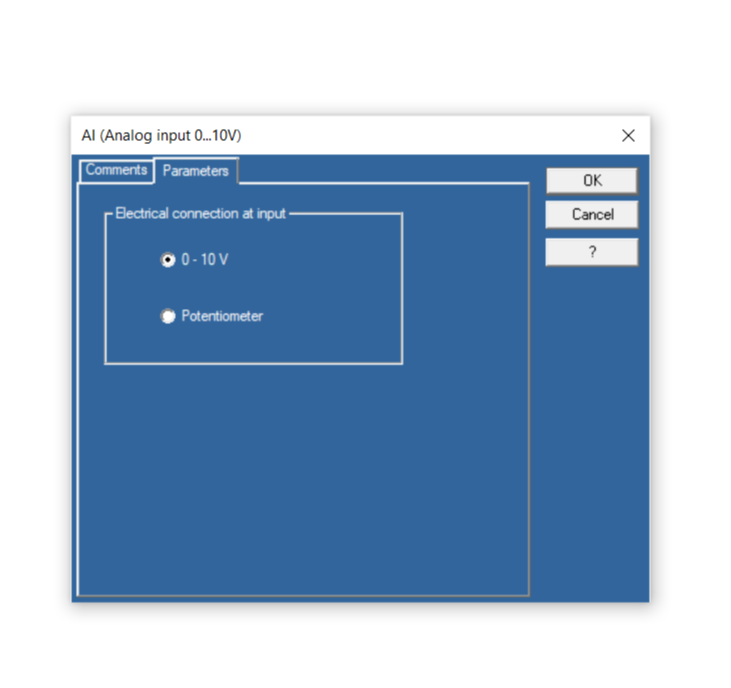 AI (Analog input 0...10V)
Comments
Parameters
OK
Cancel
?
Electrical connection at input
0 - 10 V
Potentiometer